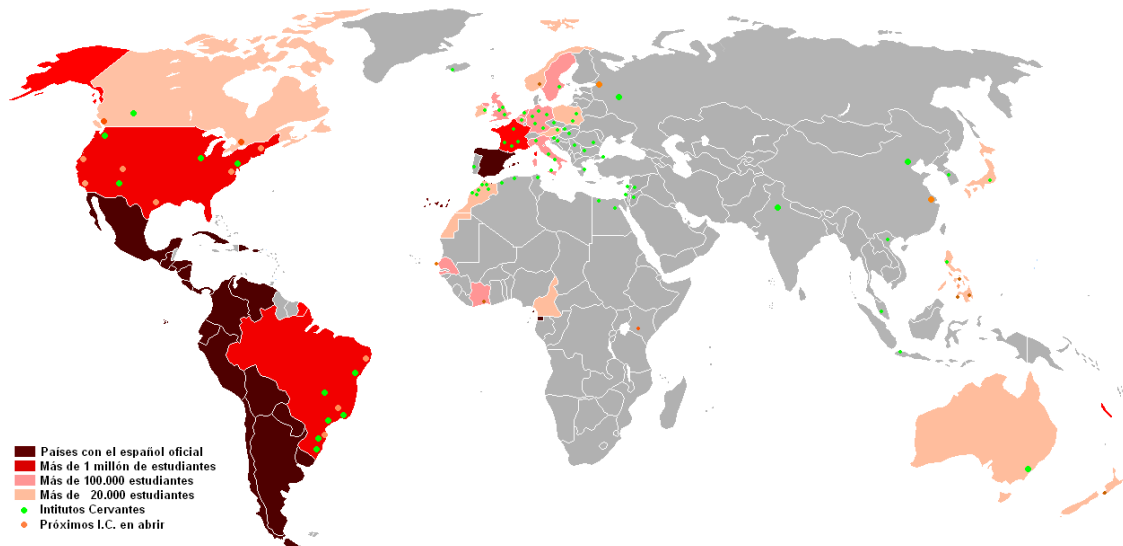 Países con el español oficial
Más de 1 millón de estudiantes
Más de 100.000 estudiantes
Más de 20.000 estudiantes
Intitutos Cervantes
Próximos I.C. en abrir